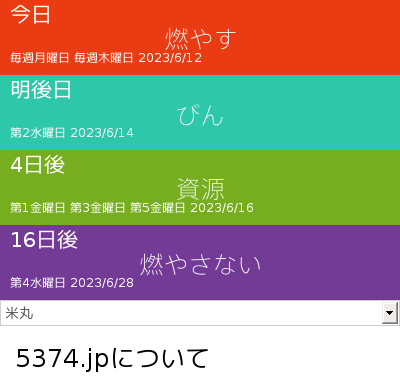 今日
燃やす
毎週月曜日 毎週木曜日 2023/6/12
明後日
びん
第2水曜日 2023/6/14
4日後
資源
第1金曜日 第3金曜日 第5金曜日 2023/6/16
16日後
燃やさない
第4水曜日 2023/6/28
米丸
5374.jpについて